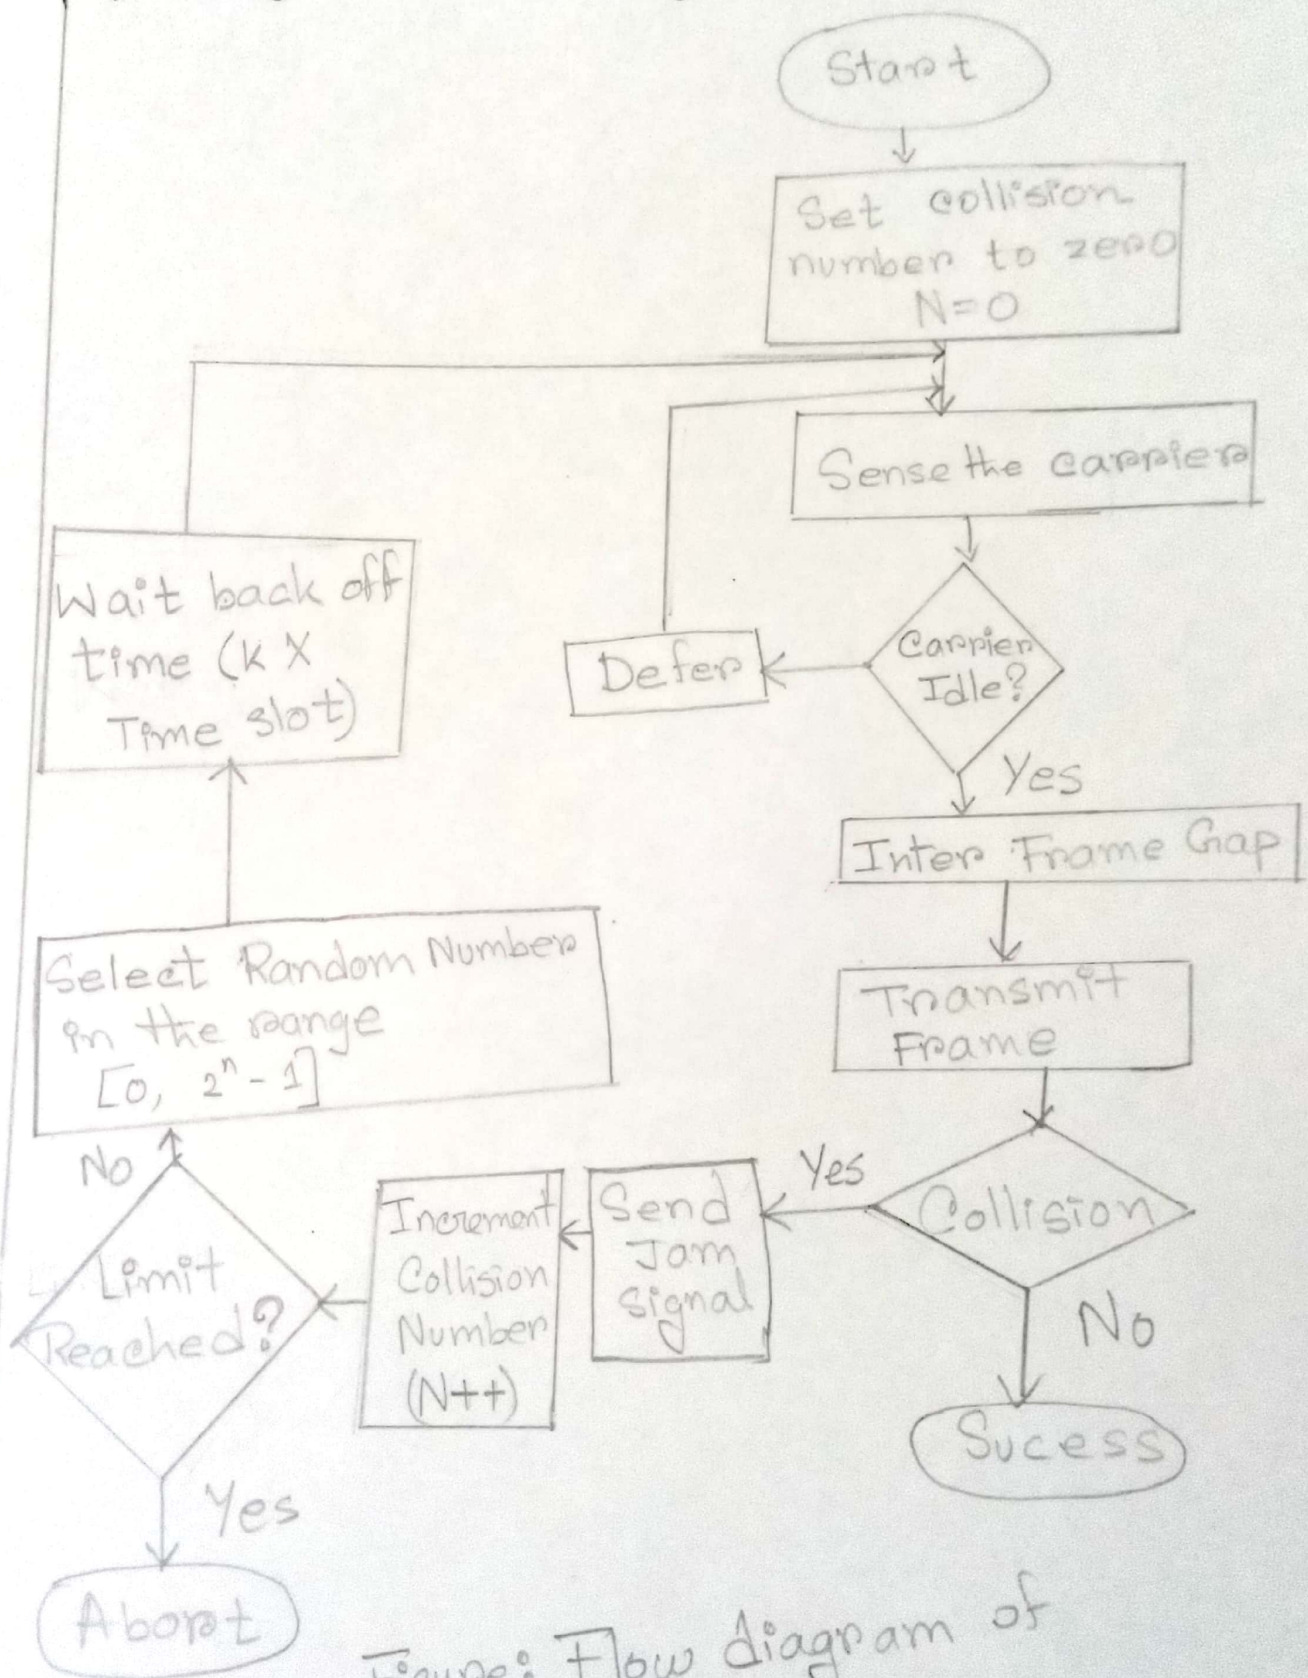 Start
Set collision
number to zero
N=0
Sense the carrier
Carrier
Idle?
Defer
Yes
Inter Frame Gap
Transmit
Frame
Collision
Yes
No
Sucess
Send
Jam
signal
Increment
Collision
Number
(N++)
Limit
Reached?
No
Yes
Abort
Select Random Number
in the range
[0, 2ⁿ - 1]
Wait back off
time (K X
Time slot)
Figure: Flow diagram of